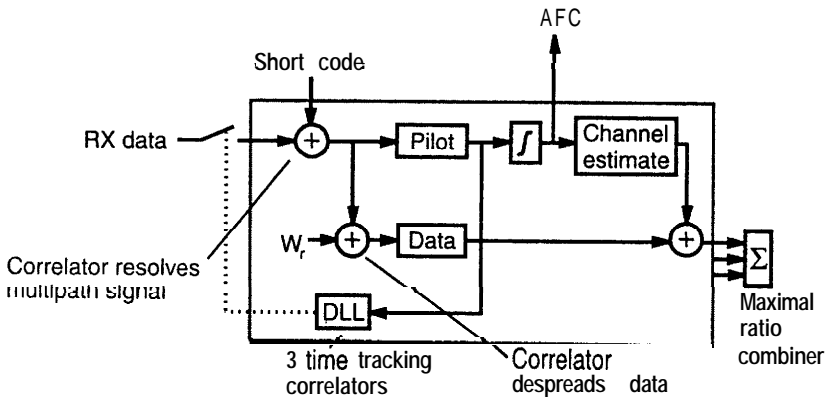 AFC
Short code
RX data
Pilot
∫
Channel
estimate
W_r
Data
Correlator resolves
multipath signal
DLL
Σ
Maximal
ratio
combiner
3 time tracking
correlators
Correlator
despreads data